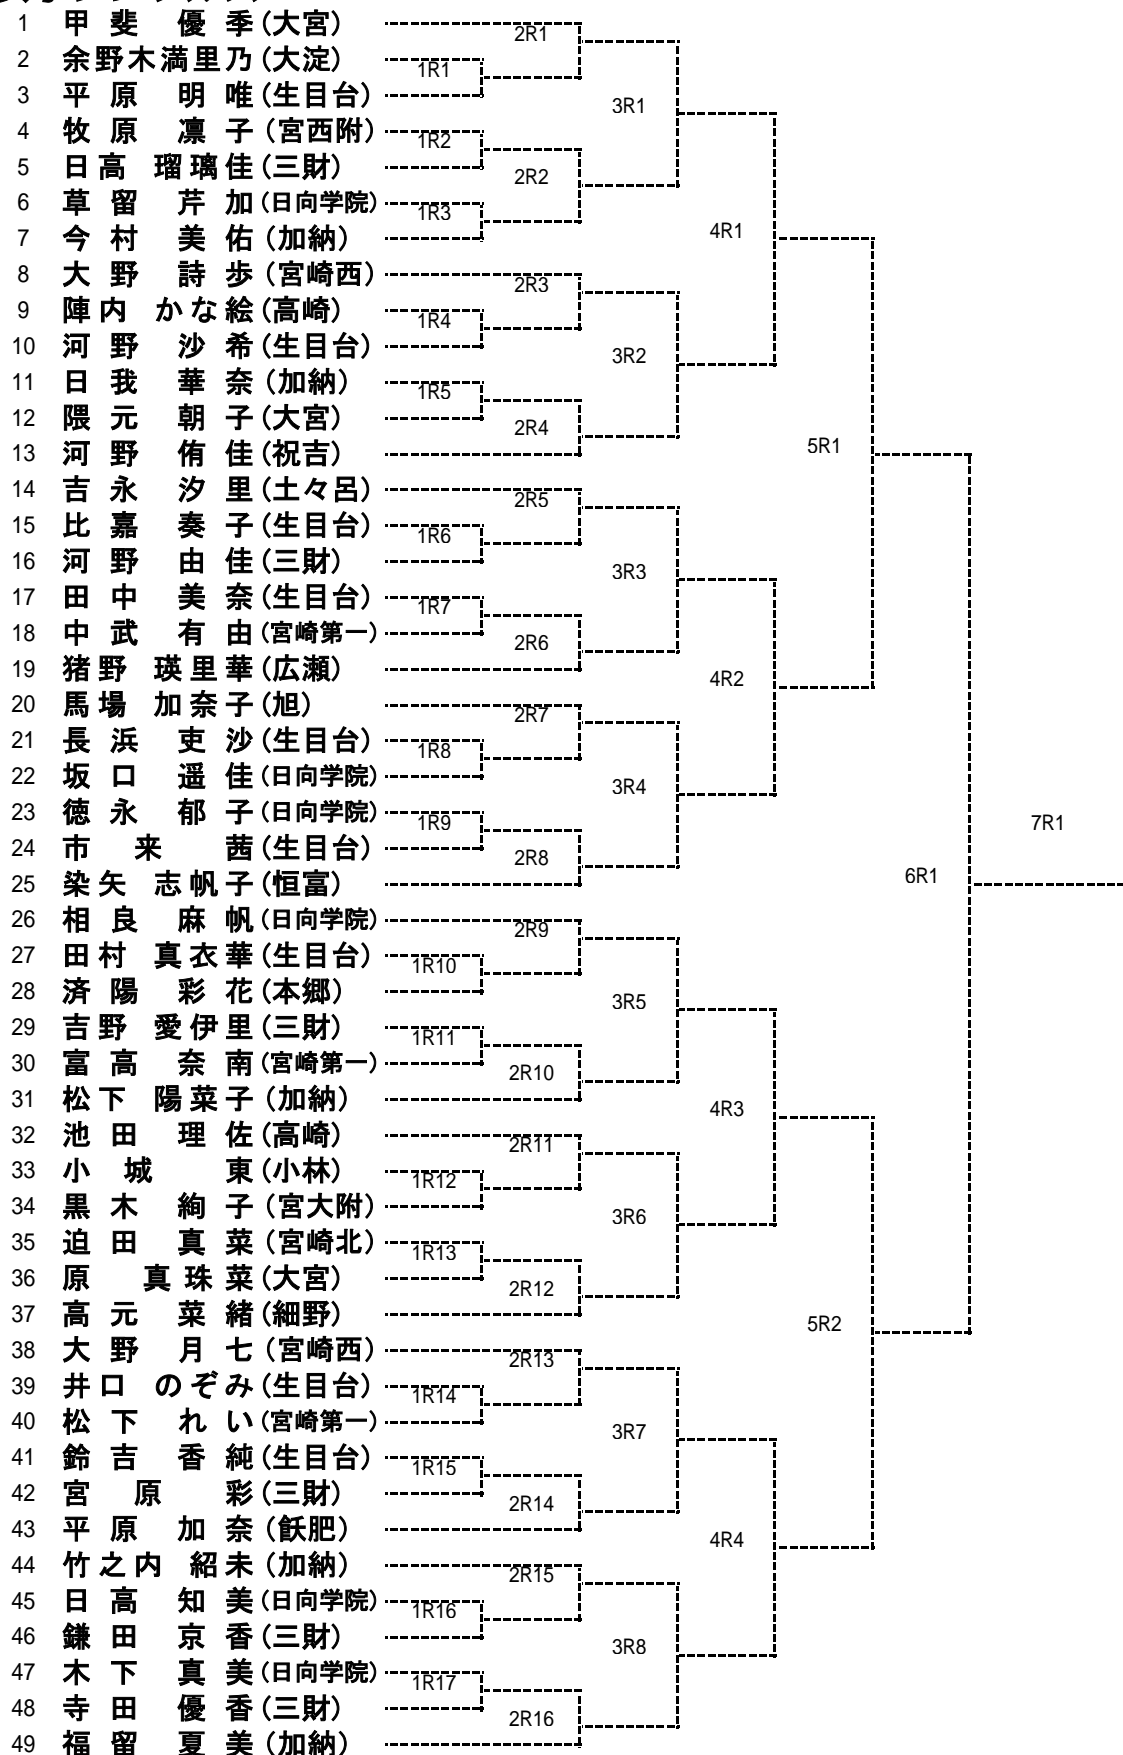 1 甲斐 優季(大宮)
2R1
2 余野木満里乃(大淀)
1R1
3 平原 明唯(生目台)
3R1
4 牧原 凛子(宮西附)
1R2
5 日高 瑠璃佳(三財)
2R2
6 草留 芹加(日向学院)
1R3
7 今村 美佑(加納)
4R1
8 大野 詩歩(宮崎西)
2R3
9 陣内 かな絵(高崎)
1R4
10 河野 沙希(生目台)
3R2
11 日我 華奈(加納)
1R5
12 隈元 朝子(大宮)
2R4
13 河野 侑佳(祝吉)
5R1
14 吉永 汐里(土々呂)
2R5
15 比嘉 奏子(生目台)
1R6
16 河野 由佳(三財)
3R3
17 田中 美奈(生目台)
1R7
18 中武 有由(宮崎第一)
2R6
19 猪野 瑛里華(広瀬)
4R2
20 馬場 加奈子(旭)
2R7
21 長浜 吏沙(生目台)
1R8
22 坂口 遥佳(日向学院)
3R4
23 徳永 郁子(日向学院)
1R9
7R1
24 市来 茜(生目台)
2R8
25 染矢 志帆子(恒富)
6R1
26 相良 麻帆(日向学院)
2R9
27 田村 真衣華(生目台)
1R10
28 済陽 彩花(本郷)
3R5
29 吉野 愛伊里(三財)
1R11
30 富高 奈南(宮崎第一)
2R10
31 松下 陽菜子(加納)
4R3
32 池田 理佐(高崎)
2R11
33 小城 東(小林)
1R12
34 黒木 絢子(宮大附)
3R6
35 迫田 真菜(宮崎北)
1R13
36 原 真珠菜(大宮)
2R12
37 高元 菜緒(細野)
5R2
38 大野 月七(宮崎西)
2R13
39 井口 のぞみ(生目台)
1R14
40 松下 れい(宮崎第一)
3R7
41 鈴吉 香純(生目台)
1R15
42 宮原 彩(三財)
2R14
43 平原 加奈(飫肥)
4R4
44 竹之内 紹未(加納)
2R15
45 日高 知美(日向学院)
1R16
46 鎌田 京香(三財)
3R8
47 木下 真美(日向学院)
1R17
48 寺田 優香(三財)
2R16
49 福留 夏美(加納)